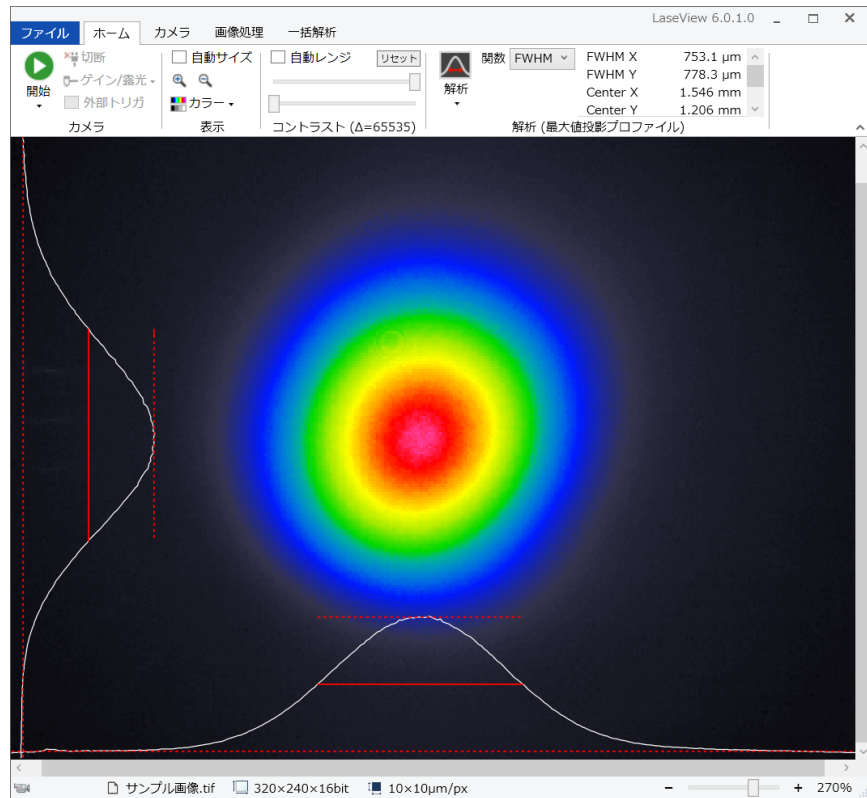 LaseView 6.0.1.0
ファイル ホーム カメラ 画像処理 一括解析
開始
切断
ゲイン/露光
外部トリガ
カメラ
自動サイズ
カラー
表示
自動レンジ リセット
コントラスト (Δ=65535)
解析
関数 FWHM
FWHM X 753.1 µm
FWHM Y 778.3 µm
Center X 1.546 mm
Center Y 1.206 mm
解析 (最大値投影プロファイル)
サンプル画像.tif 320×240×16bit 10×10µm/px - + 270%